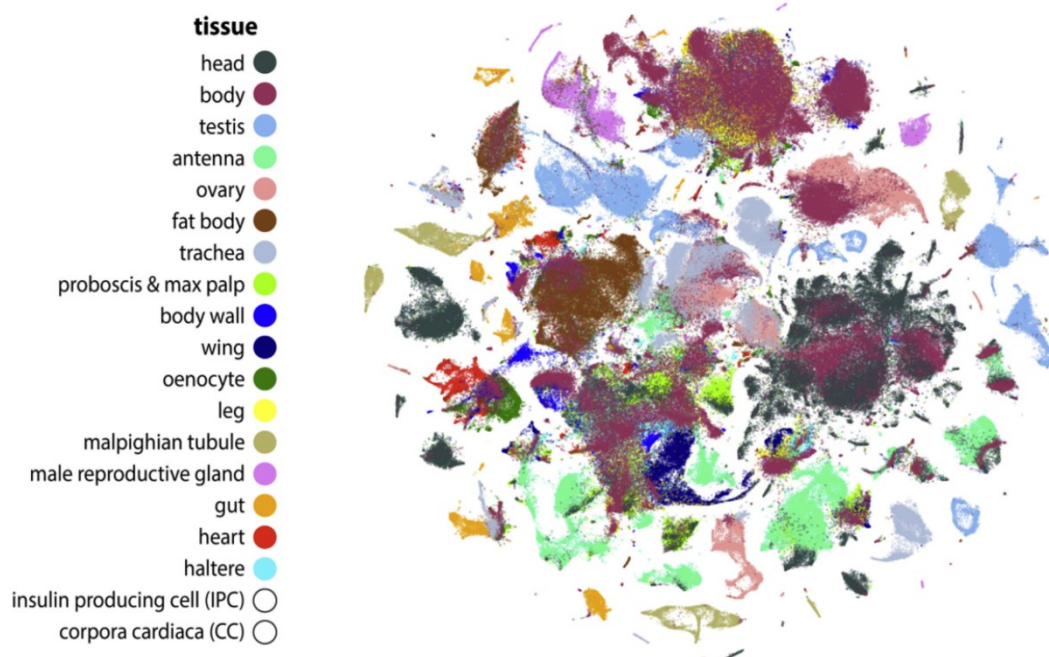 tissue
head
body
testis
antenna
ovary
fat body
trachea
proboscis & max palp
body wall
wing
oenocyte
leg
malpighian tubule
male reproductive gland
gut
heart
haltere
insulin producing cell (IPC)
corpora cardiaca (CC)